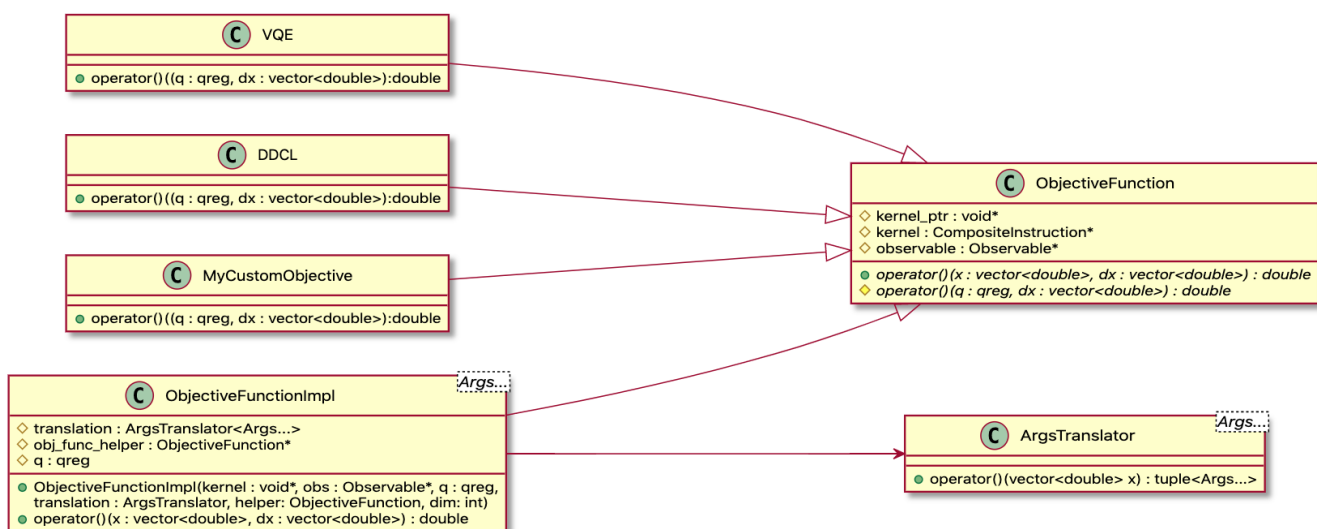 C VQE
operator()((q : qreg, dx : vector<double>):double
C DDCL
operator()((q : qreg, dx : vector<double>):double
C MyCustomObjective
operator()((q : qreg, dx : vector<double>):double
Args...
C ObjectiveFunctionImpl
translation : ArgsTranslator<Args...>
obj_func_helper : ObjectiveFunction*
q : qreg
ObjectiveFunctionImpl(kernel : void*, obs : Observable*, q : qreg,
translation : ArgsTranslator, helper: ObjectiveFunction, dim: int)
operator()(x : vector<double>, dx : vector<double>) : double
C ObjectiveFunction
kernel_ptr : void*
kernel : CompositeInstruction*
observable : Observable*
operator()(x : vector<double>, dx : vector<double>) : double
operator()(q : qreg, dx : vector<double>) : double
Args...
C ArgsTranslator
operator()(vector<double> x) : tuple<Args...>